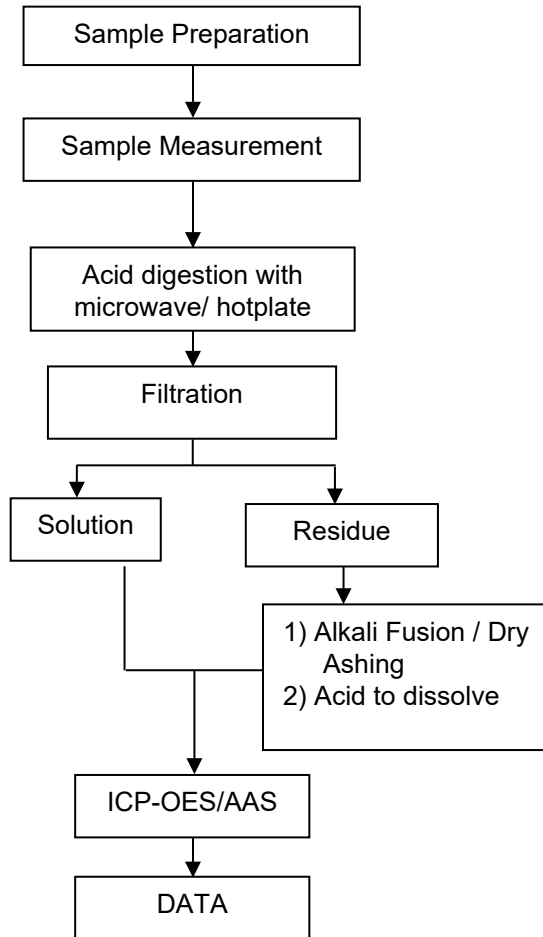 Sample Preparation
Sample Measurement
Acid digestion with
microwave/ hotplate
Filtration
Solution
Residue
1) Alkali Fusion / Dry
Ashing
2) Acid to dissolve
ICP-OES/AAS
DATA